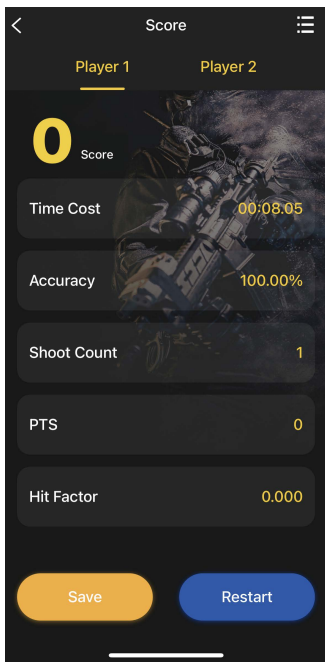 Score
Player 1 Player 2
0 Score
Time Cost 00:08.05
Accuracy 100.00%
Shoot Count 1
PTS 0
Hit Factor 0.000
Save Restart